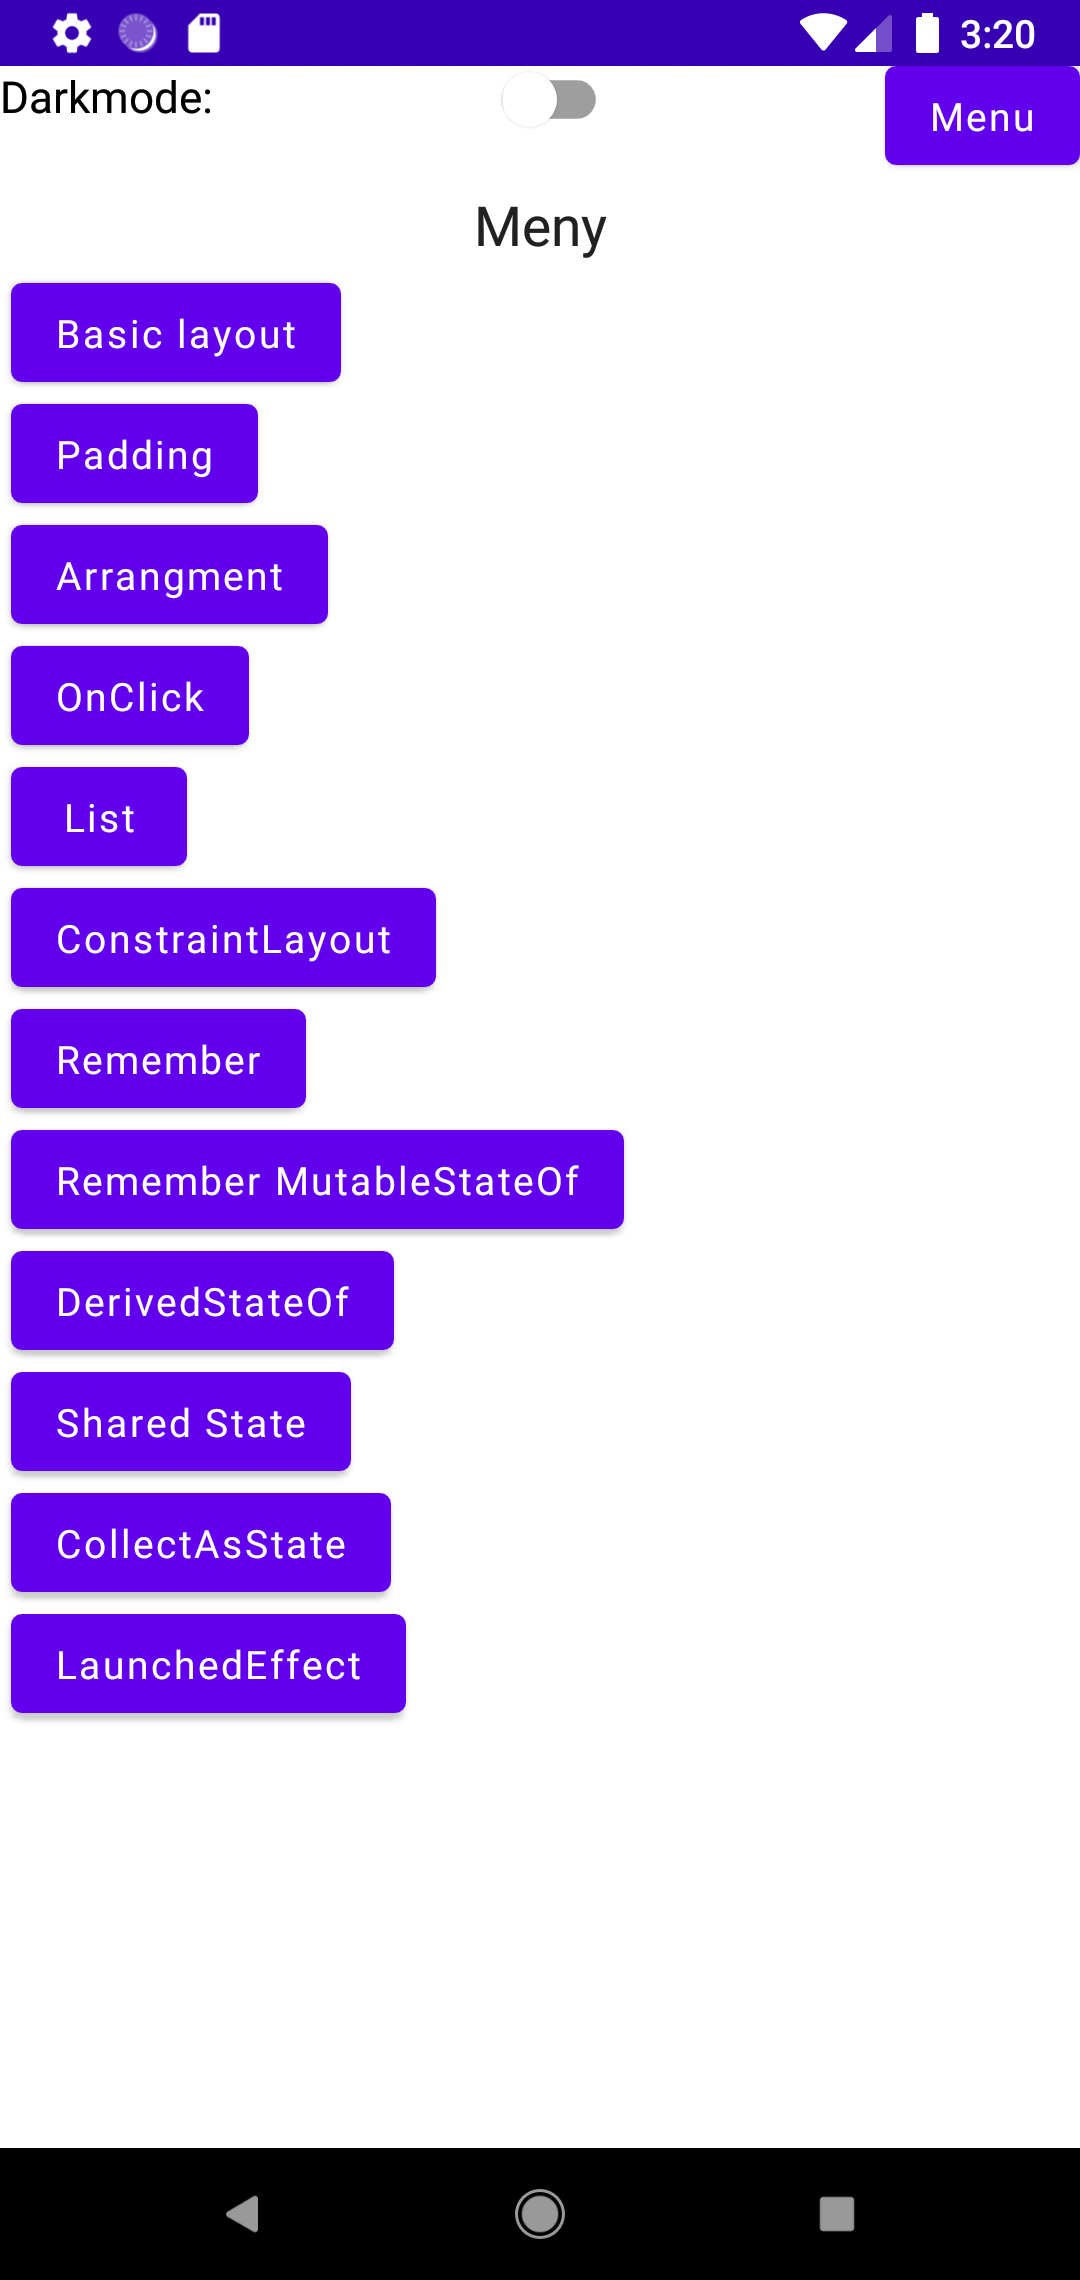 3:20
Darkmode:
Menu
Meny
Basic layout
Padding
Arrangment
OnClick
List
ConstraintLayout
Remember
Remember MutableStateOf
DerivedStateOf
Shared State
CollectAsState
LaunchedEffect